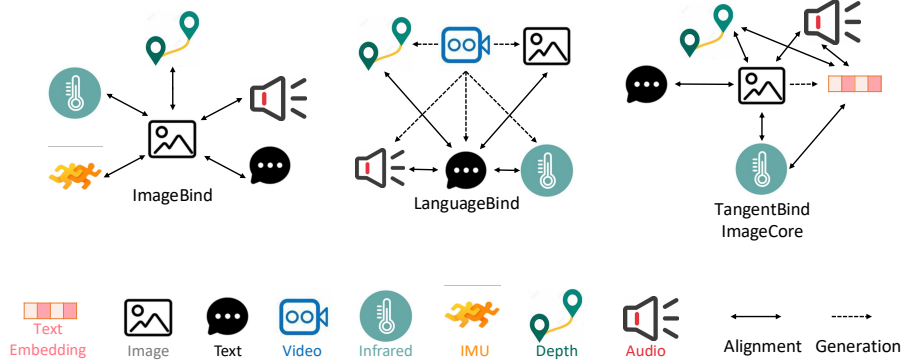 ImageBind
LanguageBind
TangentBind
ImageCore
Text
Embedding
Image
Text
Video
Infrared
IMU
Depth
Audio
Alignment
Generation